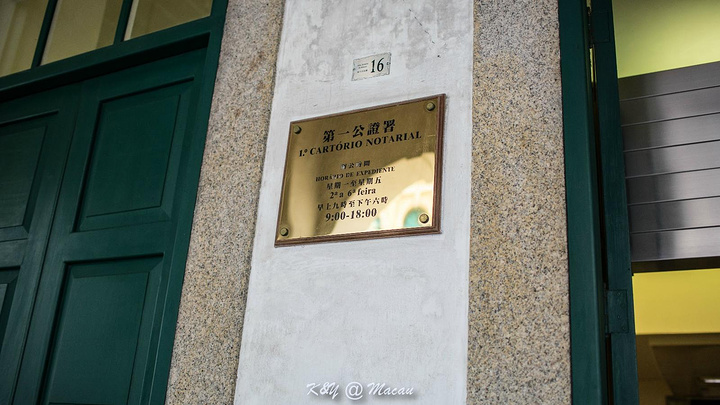 16
第一公證署
1.º CARTÓRIO NOTARIAL
辦公時間
HORÁRIO DE EXPEDIENTE
星期一至星期五
2ª a 6ª feira
早上九時至下午六時
9:00-18:00
K&Y @ Macau